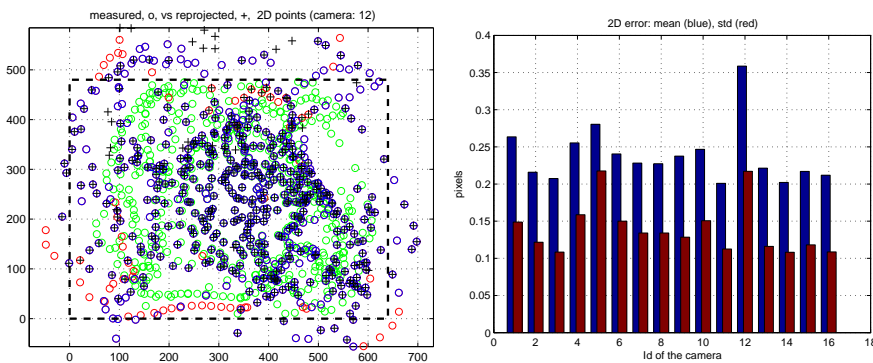 measured, o, vs reprojected, +, 2D points (camera: 12)
500
400
300
200
100
0
0 100 200 300 400 500 600 700
2D error: mean (blue), std (red)
pixels
0.4
0.35
0.3
0.25
0.2
0.15
0.1
0.05
0
0 2 4 6 8 10 12 14 16 18
Id of the camera